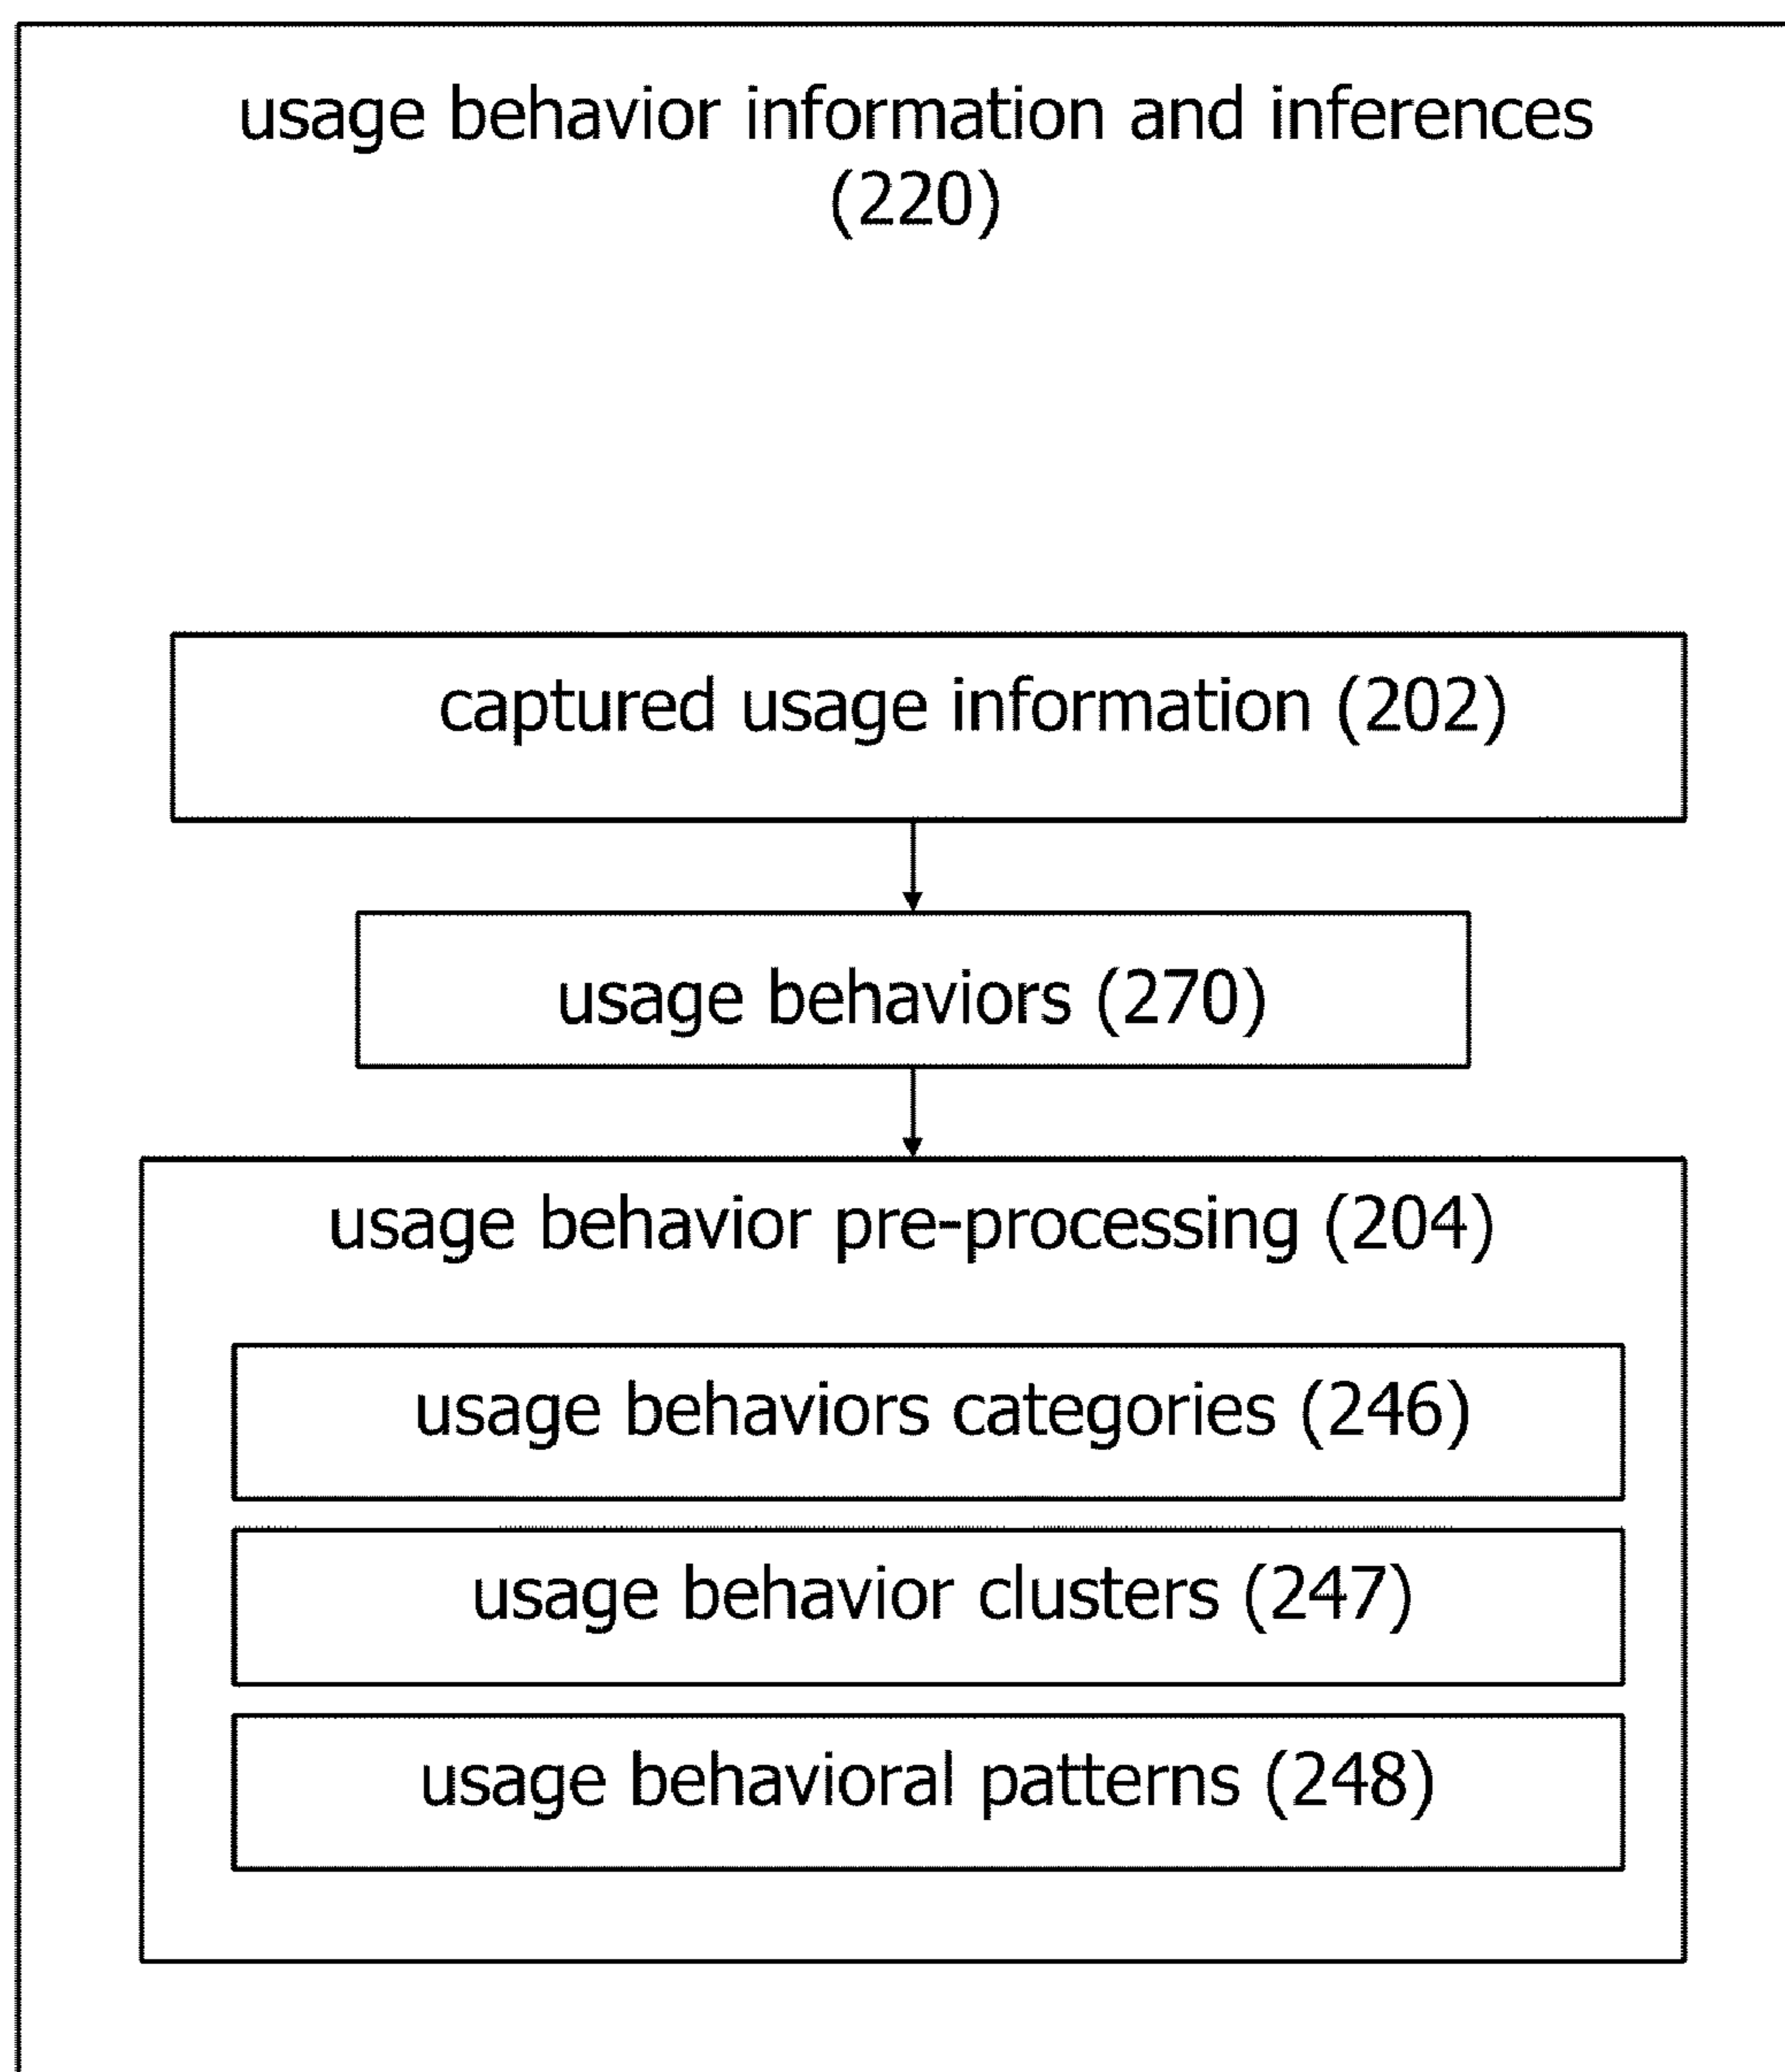 usage behavior information and inferences
(220)
captured usage information (202)
usage behaviors (270)
usage behavior pre-processing (204)
usage behaviors categories (246)
usage behavior clusters (247)
usage behavioral patterns (248)